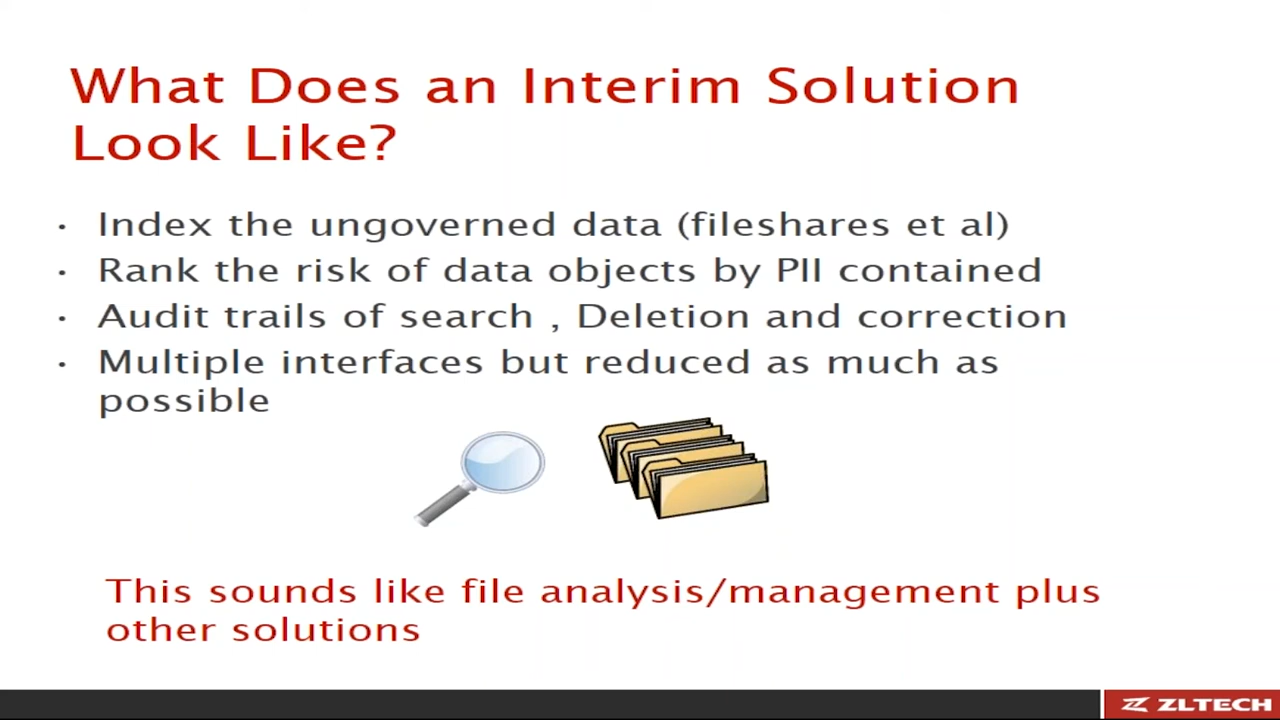 What Does an Interim Solution
Look Like?
· Index the ungoverned data (fileshares et al)
· Rank the risk of data objects by PII contained
· Audit trails of search , Deletion and correction
· Multiple interfaces but reduced as much as
possible
This sounds like file analysis/management plus
other solutions
ZLTECH